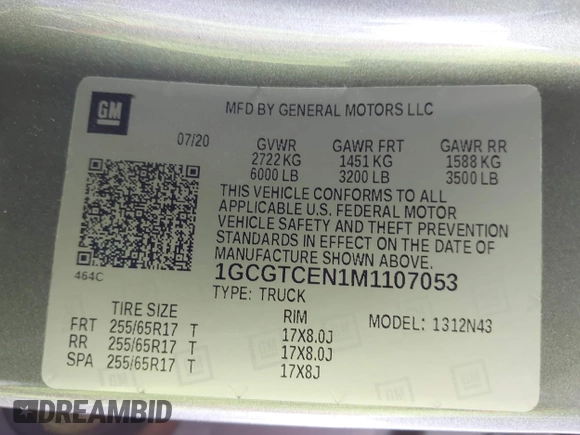 GM
MFD BY GENERAL MOTORS LLC
07/20 GVWR GAWR FRT GAWR RR
2722 KG 1451 KG 1588 KG
6000 LB 3200 LB 3500 LB
THIS VEHICLE CONFORMS TO ALL
APPLICABLE U.S. FEDERAL MOTOR
VEHICLE SAFETY AND THEFT PREVENTION
STANDARDS IN EFFECT ON THE DATE OF
MANUFACTURE SHOWN ABOVE.
464C 1GCGTCEN1M1107053
TYPE: TRUCK
TIRE SIZE RIM MODEL: 1312N43
FRT 255/65R17 T 17X8.0J
RR 255/65R17 T 17X8.0J
SPA 255/65R17 T 17X8J
DREAMBID